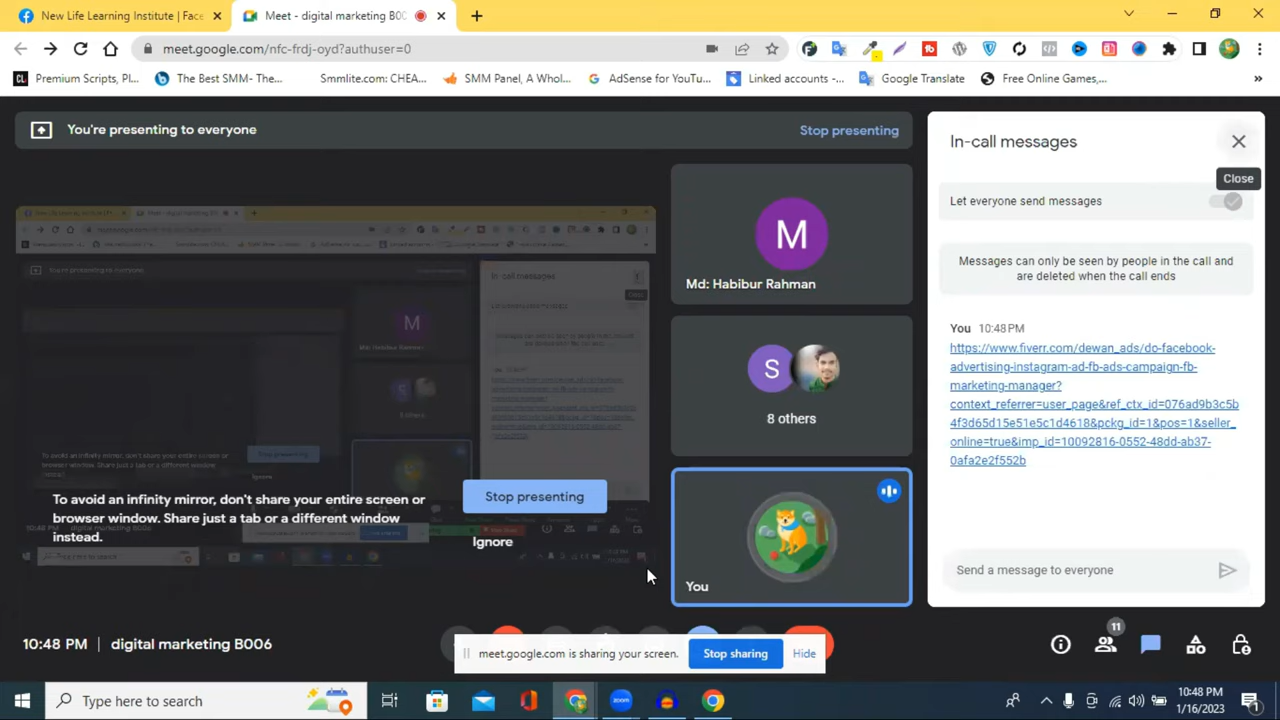 New Life Learning Institute | Face
Meet - digital marketing B00
meet.google.com/nfc-frdj-oyd?authuser=0
Premium Scripts, Pl...
The Best SMM- The...
Smmlite.com: CHEA...
SMM Panel, A Whol...
AdSense for YouTu...
Linked accounts -...
Google Translate
Free Online Games,...
You're presenting to everyone
Stop presenting
M
Md: Habibur Rahman
S
8 others
You
To avoid an infinity mirror, don't share your entire screen or
browser window. Share just a tab or a different window
instead.
Stop presenting
Ignore
In-call messages
Close
Let everyone send messages
Messages can only be seen by people in the call and
are deleted when the call ends
You 10:48 PM
https://www.fiverr.com/dewan_ads/do-facebook-
advertising-instagram-ad-fb-ads-campaign-fb-
marketing-manager?
context_referrer=user_page&ref_ctx_id=076ad9b3c5b
4f3d65d15e51e5c1d4618&pckg_id=1&pos=1&seller_
online=true&imp_id=10092816-0552-48dd-ab37-
0afa2e2f552b
Send a message to everyone
10:48 PM | digital marketing B006
meet.google.com is sharing your screen.
Stop sharing
Hide
11
Type here to search
10:48 PM
1/16/2023
1